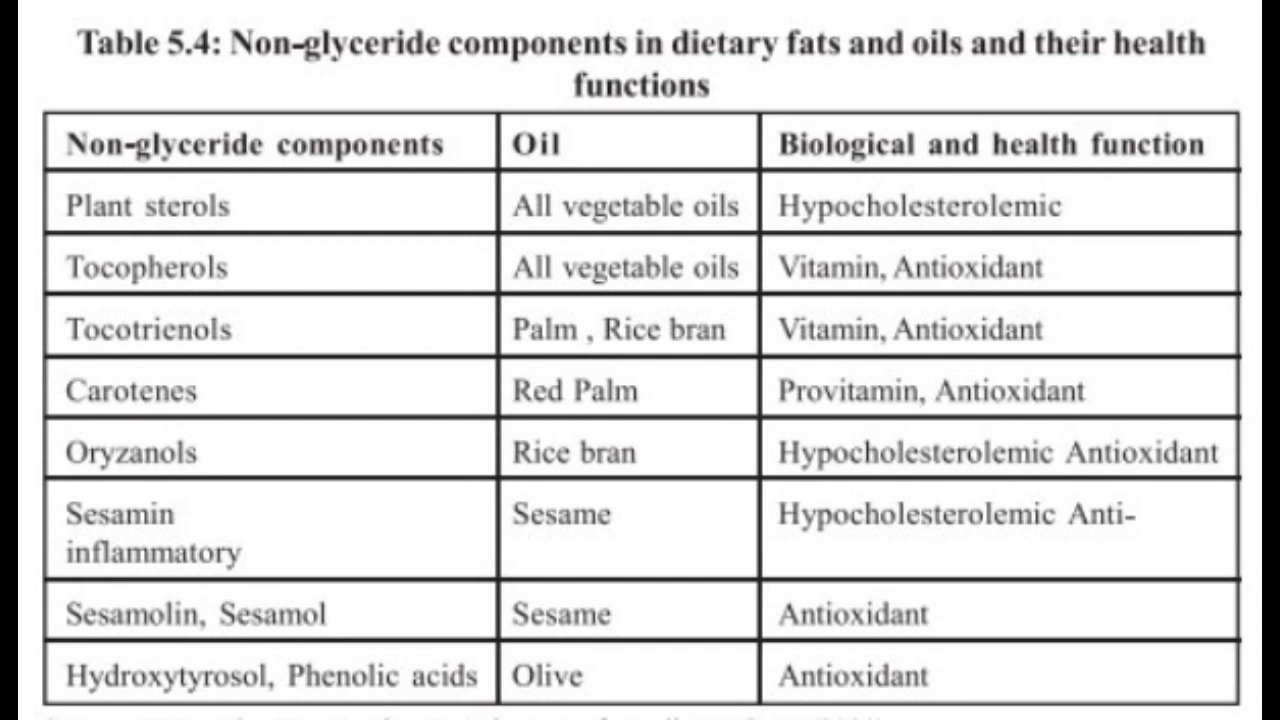 Table 5.4: Non-glyceride components in dietary fats and oils and their health
functions
Non-glyceride components Oil Biological and health function
Plant sterols All vegetable oils Hypocholesterolemic
Tocopherols All vegetable oils Vitamin, Antioxidant
Tocotrienols Palm , Rice bran Vitamin, Antioxidant
Carotenes Red Palm Provitamin, Antioxidant
Oryzanols Rice bran Hypocholesterolemic Antioxidant
Sesamin Sesame Hypocholesterolemic Anti-
inflammatory
Sesamolin, Sesamol Sesame Antioxidant
Hydroxytyrosol, Phenolic acids Olive Antioxidant